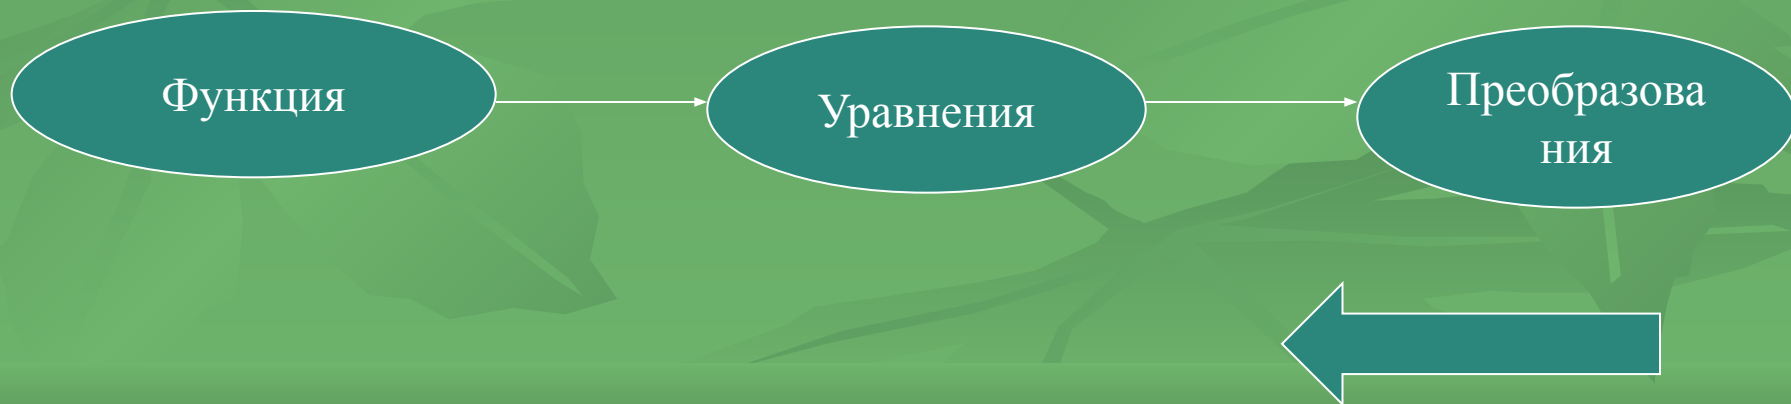 Функция
Уравнения
Преобразова
ния